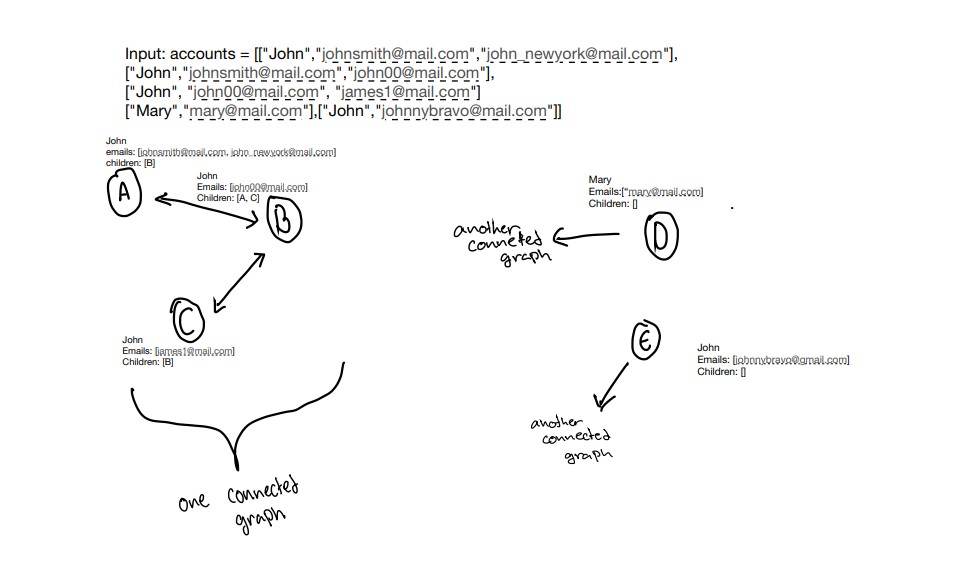 Input: accounts = [["John","johnsmith@mail.com","john_newyork@mail.com"],
["John","johnsmith@mail.com","john00@mail.com"],
["John", "john00@mail.com", "james1@mail.com"]
["Mary","mary@mail.com"],["John","johnnybravo@mail.com"]]
John
emails: [johnsmith@mail.com, john_newyork@mail.com]
children: [B]
A
John
Emails: [john00@mail.com]
Children: [A, C]
B
Mary
Emails:["mary@mail.com]
Children: []
D
another
conneted
graph
C
John
Emails: [james1@mail.com]
Children: [B]
E
John
Emails: [johnnybravo@gmail.com]
Children: []
another
connected
graph
one connected
graph